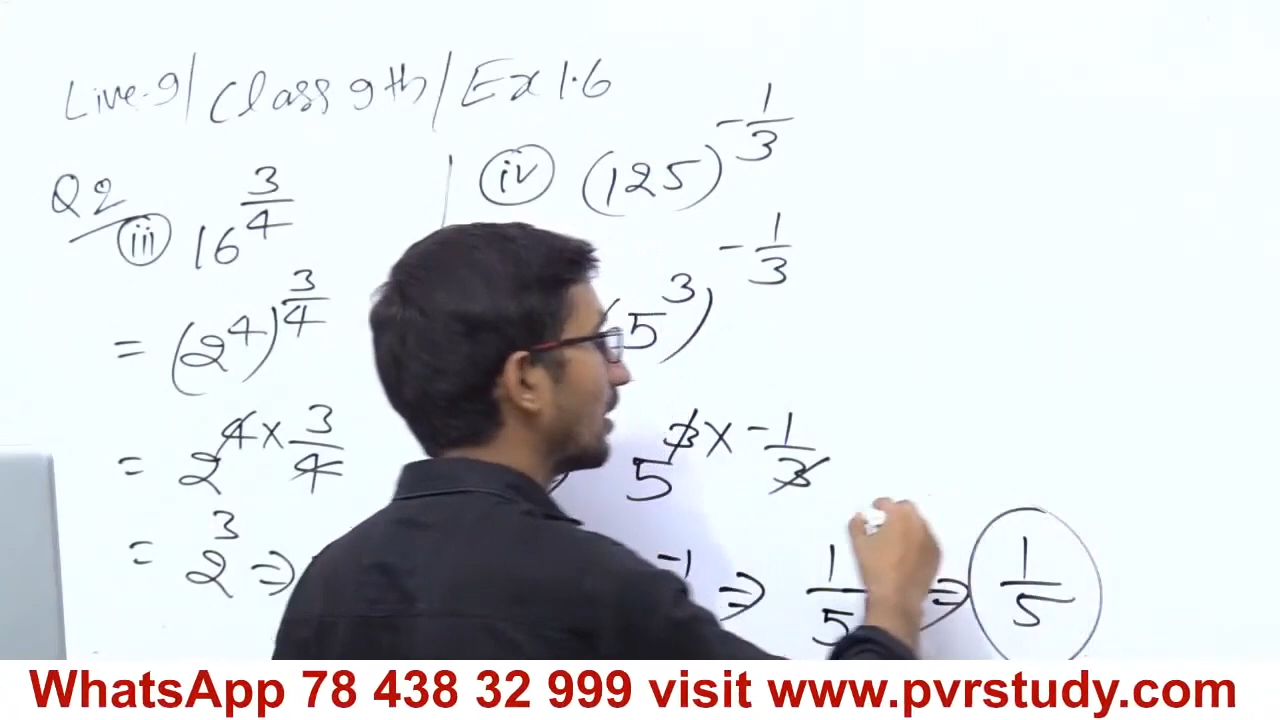 Live-9/Class 9th/Ex 1.6
Q2
iii 16^(3/4)
= (2^4)^(3/4)
= 2^(4 × 3/4)
= 2^3 ⇒
iv (125)^(-1/3)
(5^3)^(-1/3)
5^(3 × -1/3)
-1 ⇒ 1/5 ⇒ 1/5
WhatsApp 78 438 32 999 visit www.pvrstudy.com